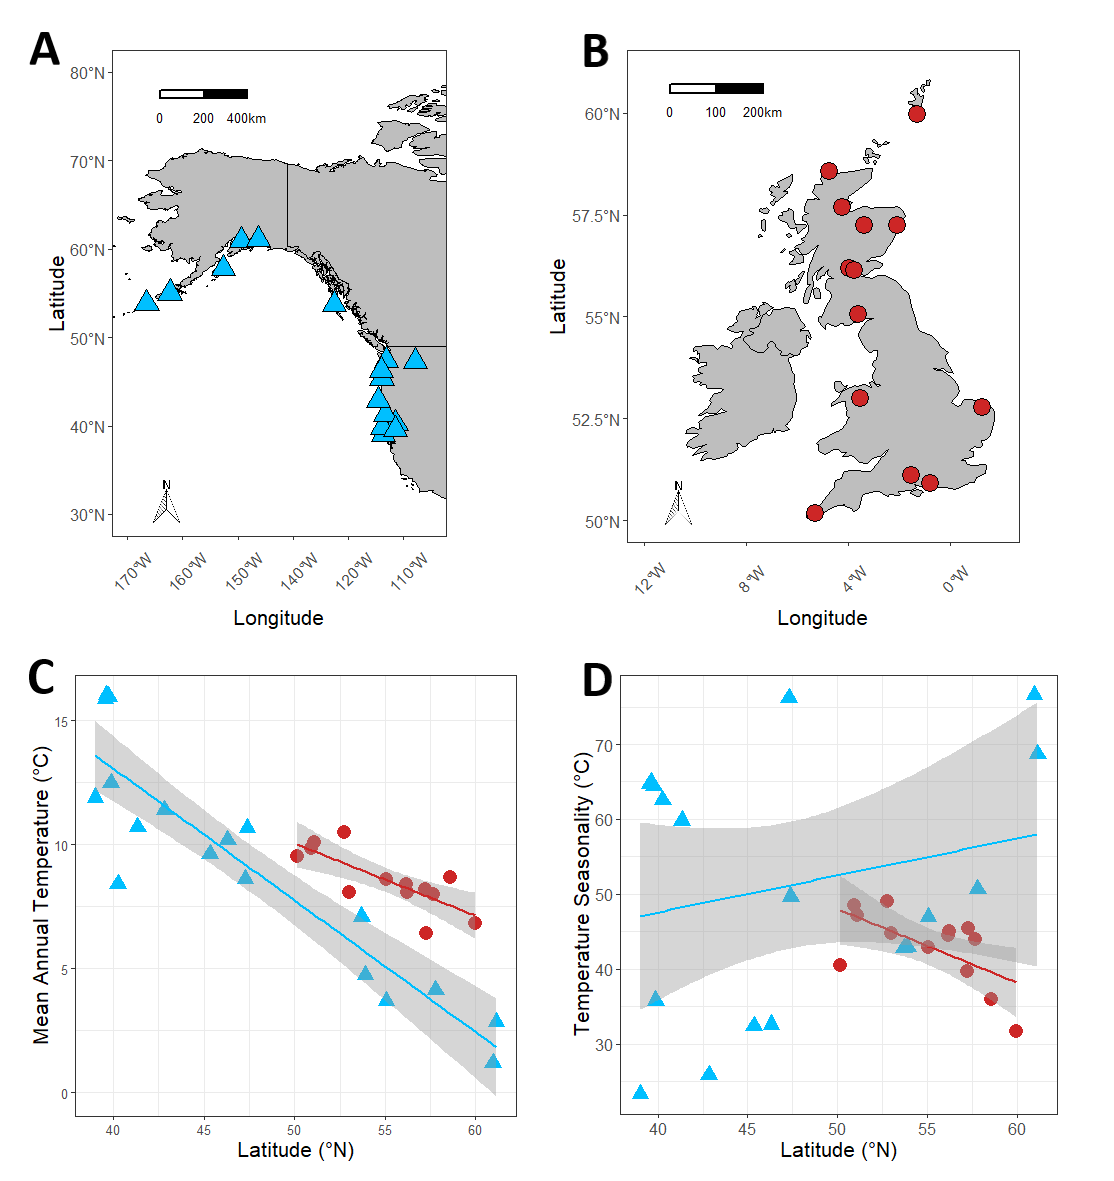 A
80°N
70°N
60°N
50°N
40°N
30°N
Latitude
0 200 400km
N
170°W 160°W 150°W 140°W 120°W 110°W
Longitude
B
60°N
57.5°N
55°N
52.5°N
50°N
Latitude
0 100 200km
N
12°W 8°W 4°W 0°W
Longitude
C
15
10
5
0
Mean Annual Temperature (°C)
40 45 50 55 60
Latitude (°N)
D
70
60
50
40
30
Temperature Seasonality (°C)
40 45 50 55 60
Latitude (°N)